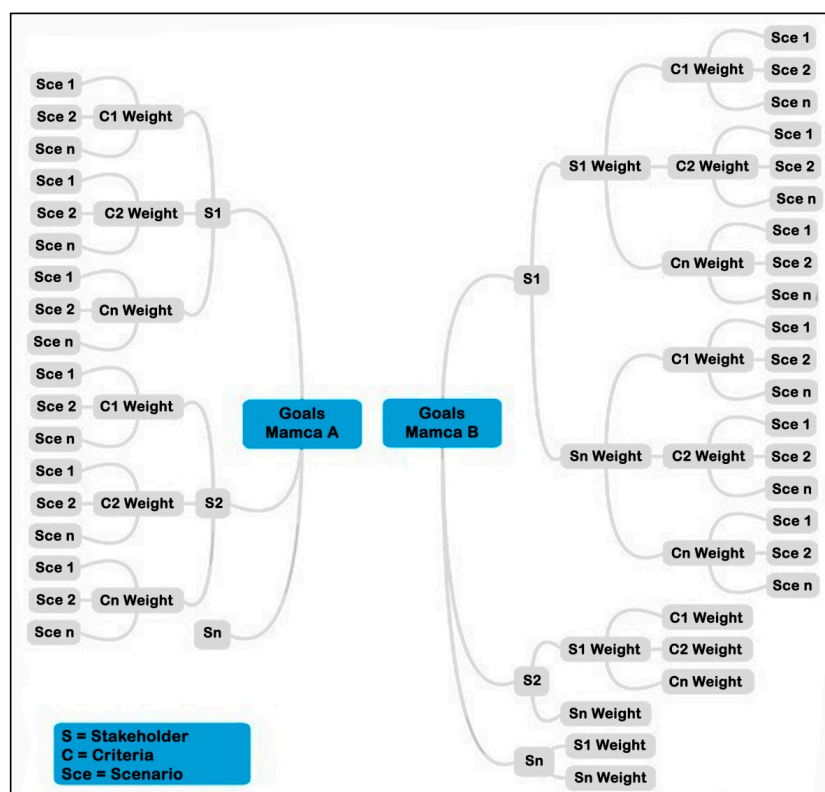 Sce 1
Sce 2
Sce n
C1 Weight
Sce 1
Sce 2
Sce n
C2 Weight
Sce 1
Sce 2
Sce n
Cn Weight
S1
Sce 1
Sce 2
Sce n
C1 Weight
Sce 1
Sce 2
Sce n
C2 Weight
Sce 1
Sce 2
Sce n
Cn Weight
S2
Sn
Goals
Mamca A
Goals
Mamca B
S1
S1 Weight
C1 Weight
Sce 1
Sce 2
Sce n
C2 Weight
Sce 1
Sce 2
Sce n
Cn Weight
Sce 1
Sce 2
Sce n
Sn Weight
C1 Weight
Sce 1
Sce 2
Sce n
C2 Weight
Sce 1
Sce 2
Sce n
Cn Weight
Sce 1
Sce 2
Sce n
S2
S1 Weight
C1 Weight
C2 Weight
Cn Weight
Sn Weight
Sn
S1 Weight
Sn Weight
S = Stakeholder
C = Criteria
Sce = Scenario